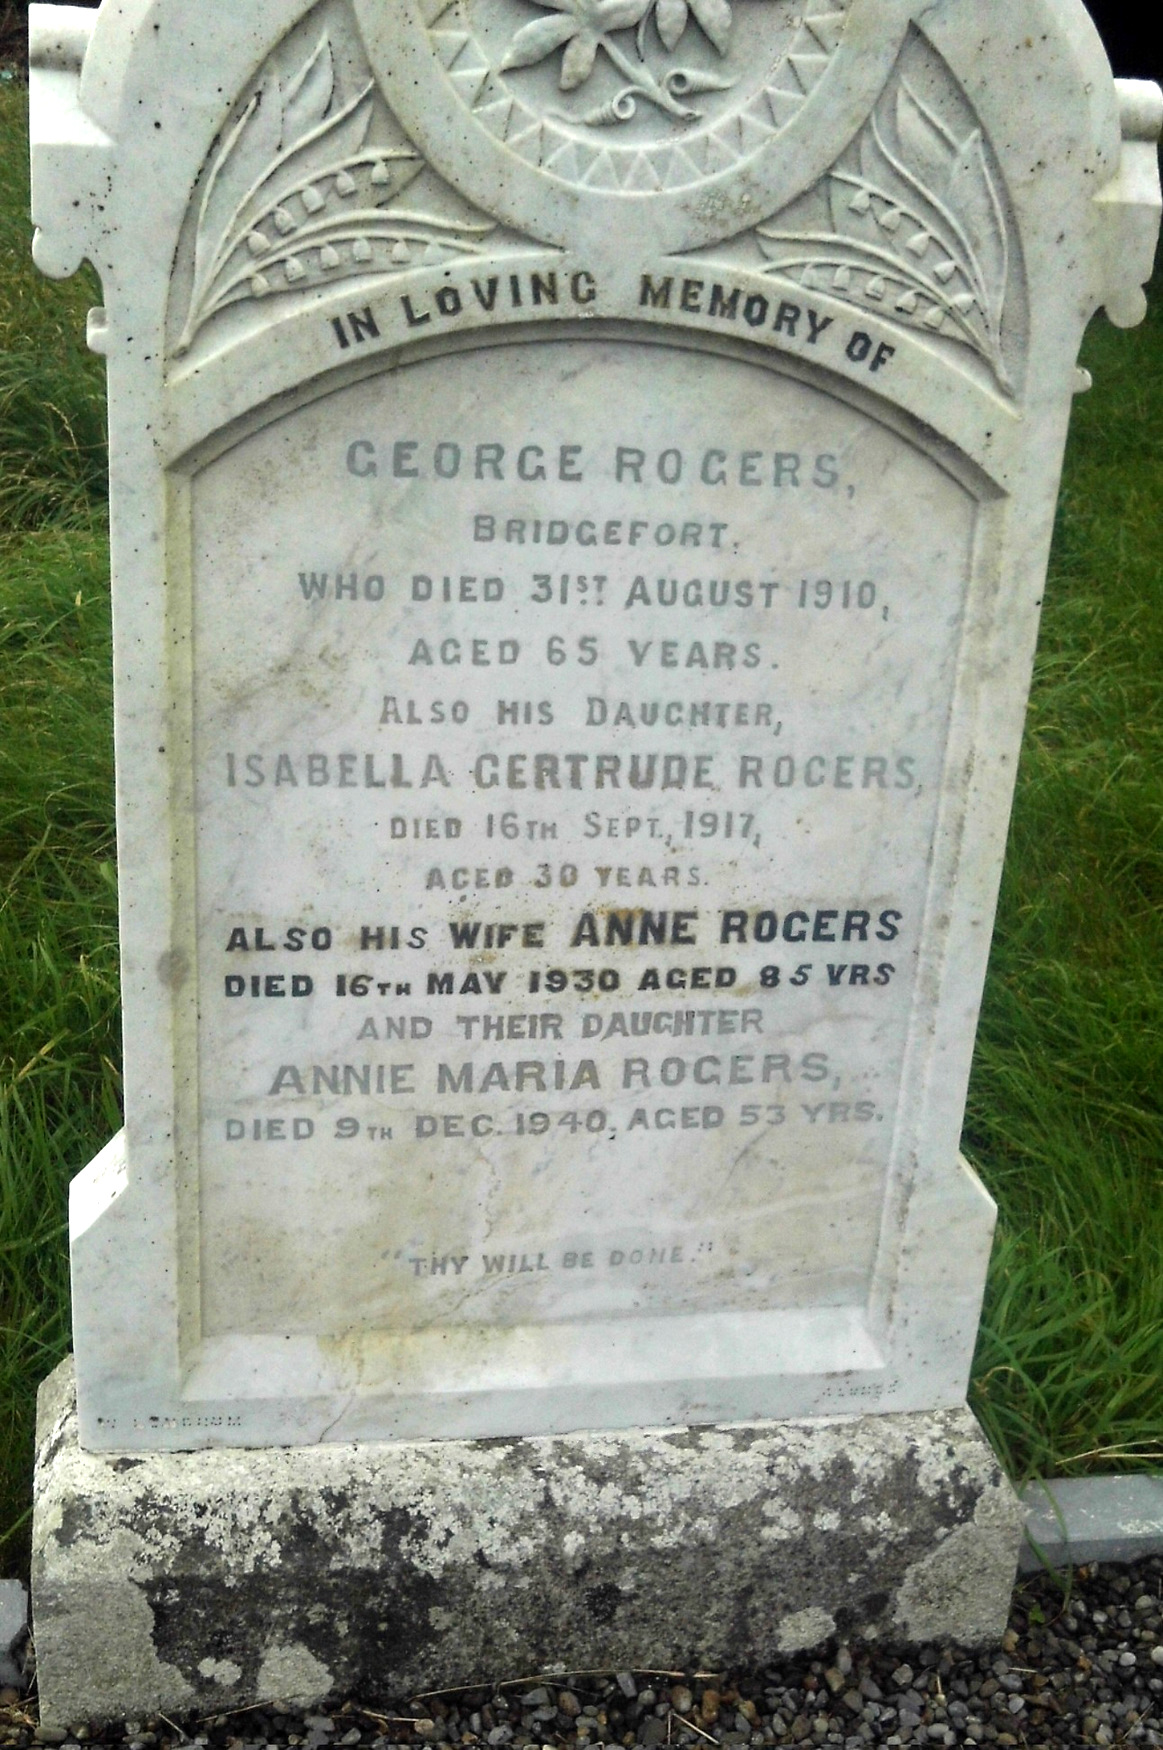 IN LOVING MEMORY OF
GEORGE ROGERS,
BRIDGEFORT.
WHO DIED 31ST AUGUST 1910,
AGED 65 YEARS.
ALSO HIS DAUGHTER,
ISABELLA GERTRUDE ROGERS,
DIED 16TH SEPT., 1917,
AGED 30 YEARS.
ALSO HIS WIFE ANNE ROGERS
DIED 16TH MAY 1930 AGED 85 YRS
AND THEIR DAUGHTER
ANNIE MARIA ROGERS,
DIED 9TH DEC. 1940, AGED 53 YRS.
"THY WILL BE DONE."